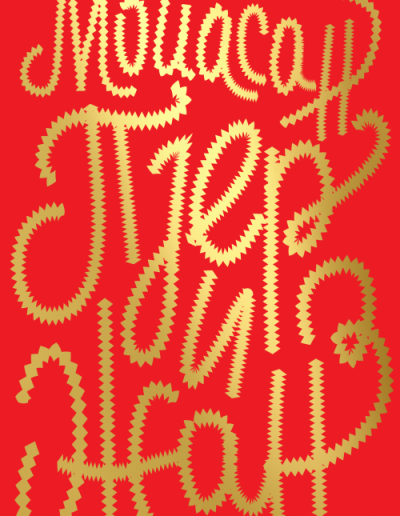 Мопасан
Пјер
и
Жан